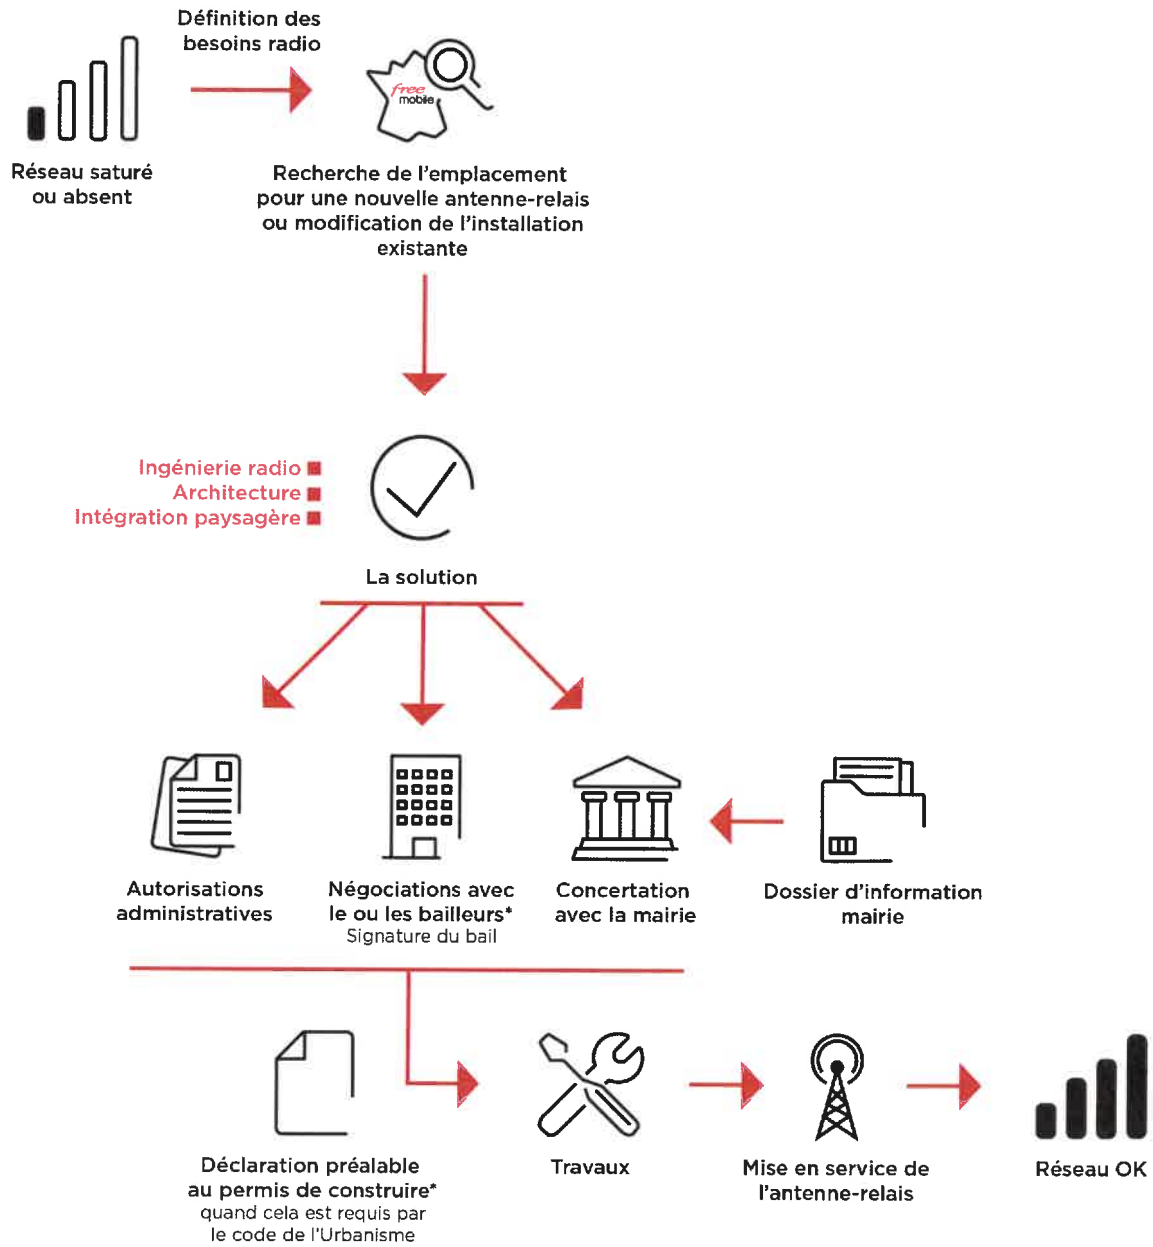 Définition des
besoins radio
free
mobile
Réseau saturé
ou absent
Recherche de l'emplacement
pour une nouvelle antenne-relais
ou modification de l'installation
existante
Ingénierie radio
Architecture
Intégration paysagère
La solution
Autorisations
administratives
Négociations avec
le ou les bailleurs*
Signature du bail
Concertation
avec la mairie
Dossier d'information
mairie
Déclaration préalable
au permis de construire*
quand cela est requis par
le code de l'Urbanisme
Travaux
Mise en service de
l'antenne-relais
Réseau OK